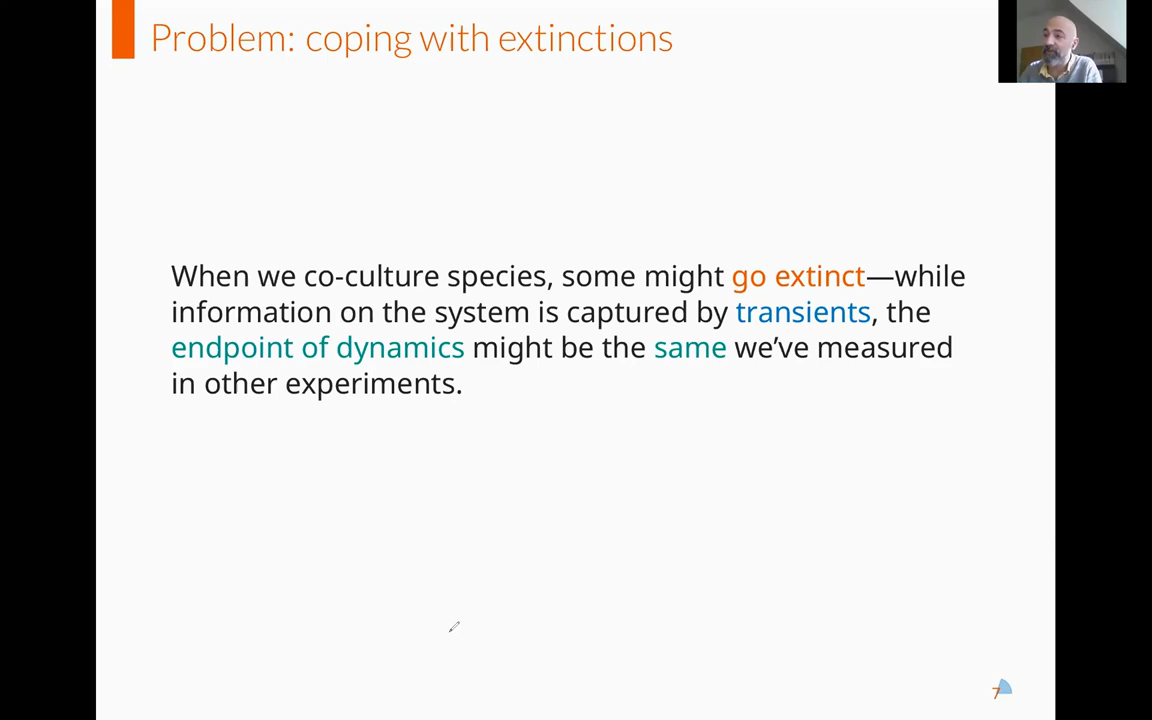 Problem: coping with extinctions
When we co-culture species, some might go extinct—while
information on the system is captured by transients, the
endpoint of dynamics might be the same we’ve measured
in other experiments.
7